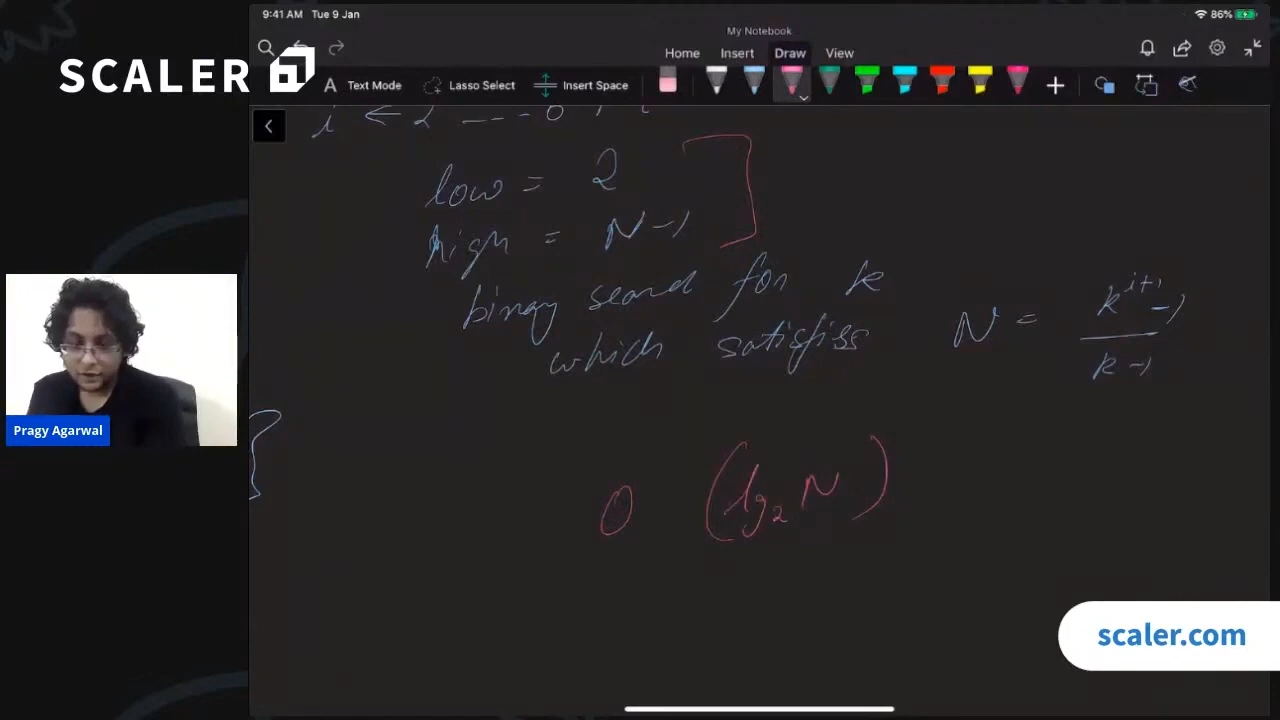 9:41 AM Tue 9 Jan
86%
My Notebook
SCALER
Home Insert Draw View
Text Mode Lasso Select Insert Space
low = 2
high = N-1
binary search for k
which satisfies N = k^{i+1}-1 / k-1
O (lg₂ N)
Pragy Agarwal
scaler.com